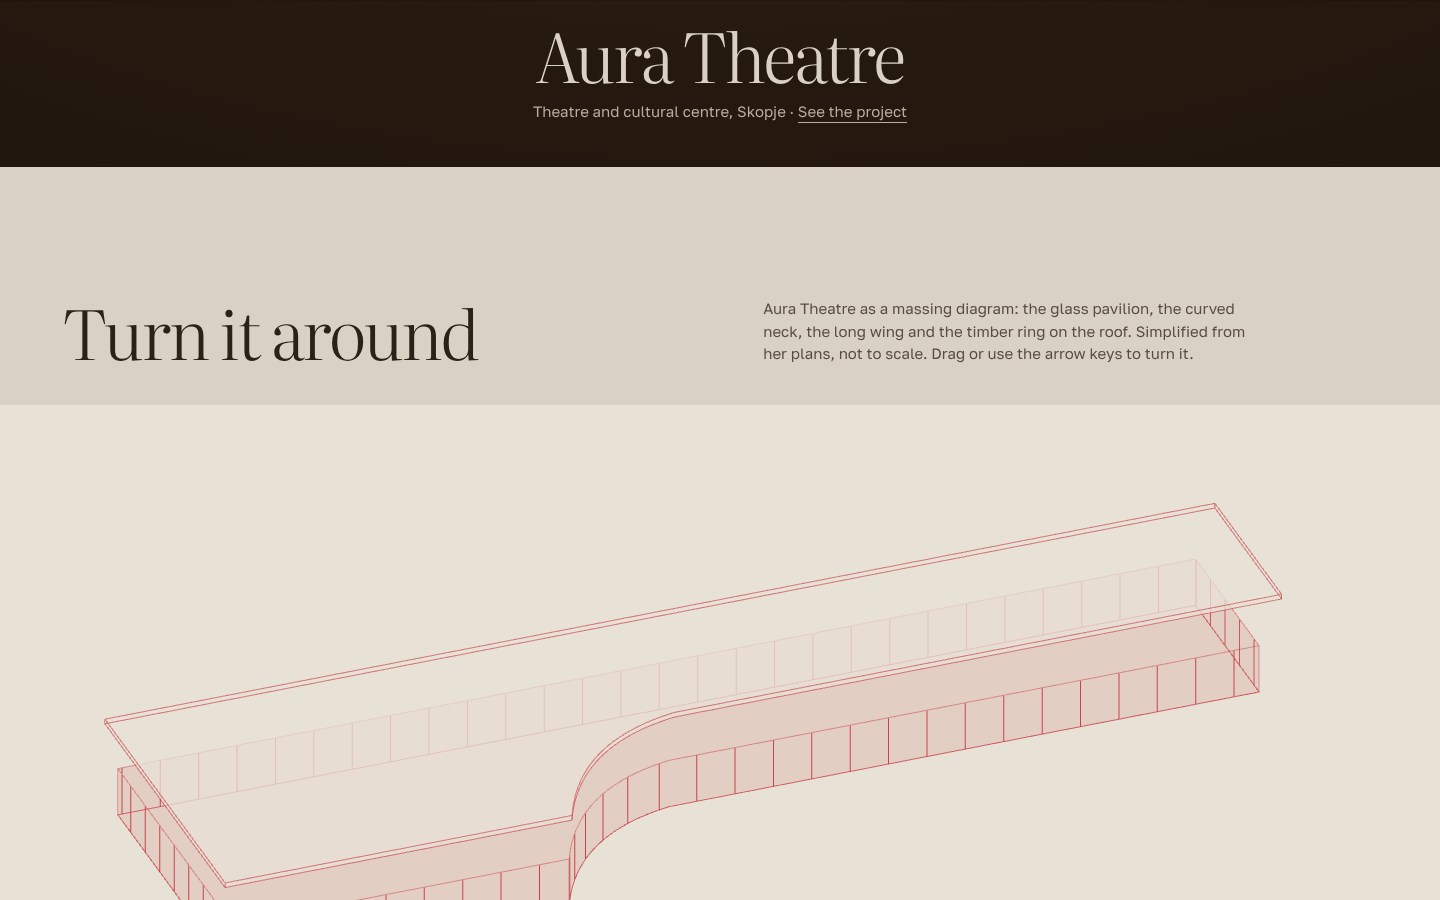 Aura Theatre
Theatre and cultural centre, Skopje · See the project
Turn it around
Aura Theatre as a massing diagram: the glass pavilion, the curved
neck, the long wing and the timber ring on the roof. Simplified from
her plans, not to scale. Drag or use the arrow keys to turn it.